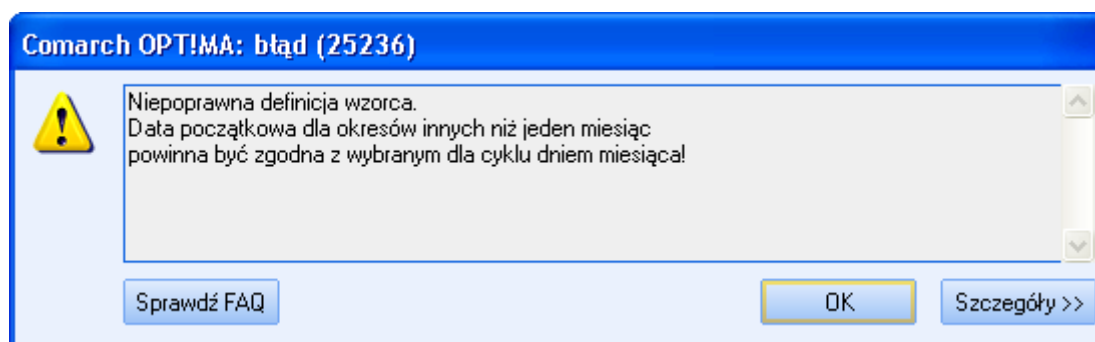 Comarch OPT!MA: błąd (25236)
Niepoprawna definicja wzorca.
Data początkowa dla okresów innych niż jeden miesiąc
powinna być zgodna z wybranym dla cyklu dniem miesiąca!
Sprawdź FAQ
OK
Szczegóły >>